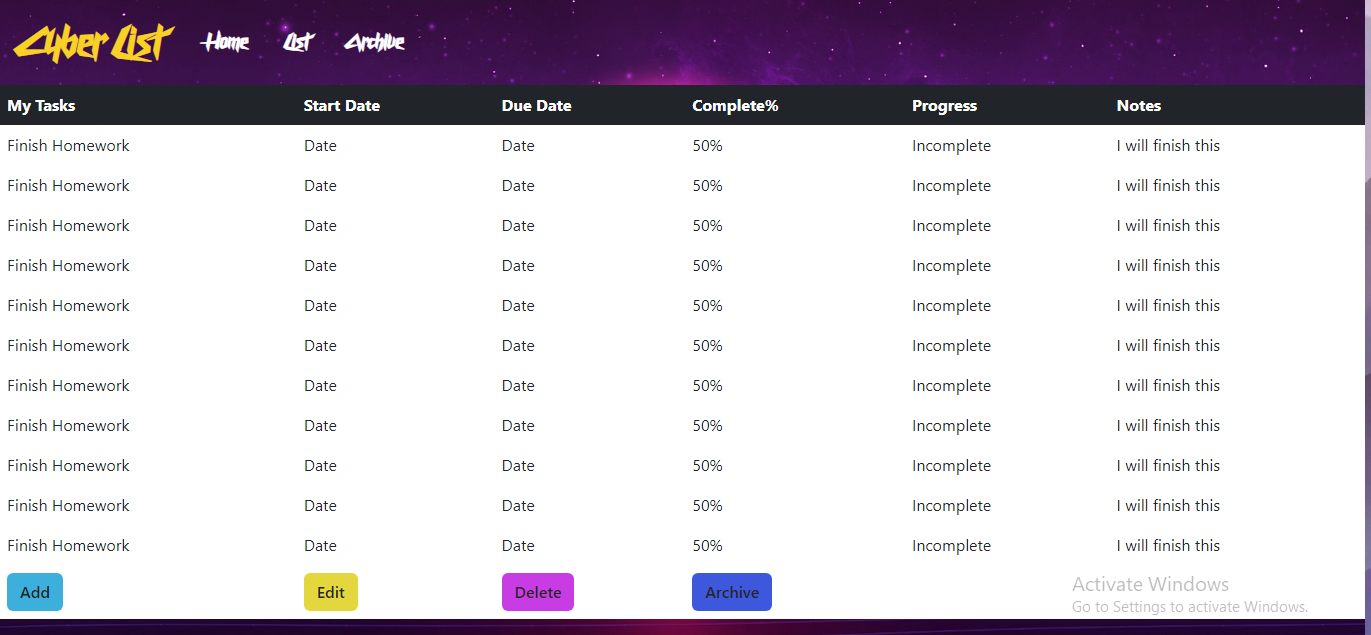 Cyber List Home List Archive
My Tasks Start Date Due Date Complete% Progress Notes
Finish Homework Date Date 50% Incomplete I will finish this
Finish Homework Date Date 50% Incomplete I will finish this
Finish Homework Date Date 50% Incomplete I will finish this
Finish Homework Date Date 50% Incomplete I will finish this
Finish Homework Date Date 50% Incomplete I will finish this
Finish Homework Date Date 50% Incomplete I will finish this
Finish Homework Date Date 50% Incomplete I will finish this
Finish Homework Date Date 50% Incomplete I will finish this
Finish Homework Date Date 50% Incomplete I will finish this
Finish Homework Date Date 50% Incomplete I will finish this
Finish Homework Date Date 50% Incomplete I will finish this
Add Edit Delete Archive
Activate Windows
Go to Settings to activate Windows.